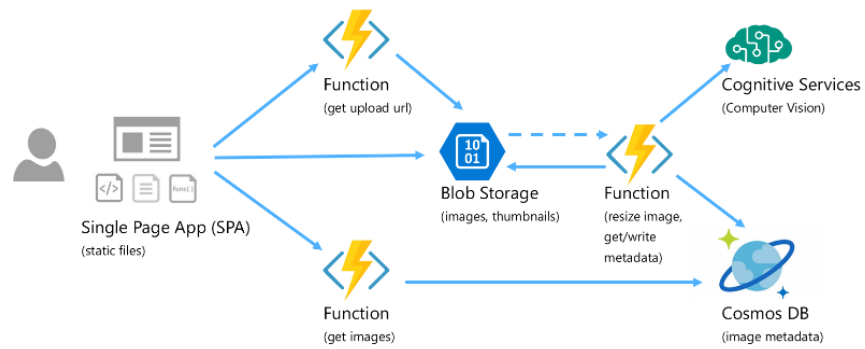 Function
(get upload url)
Cognitive Services
(Computer Vision)
10
01
</>
func()
Single Page App (SPA)
(static files)
Blob Storage
(images, thumbnails)
Function
(resize image,
get/write
metadata)
Function
(get images)
Cosmos DB
(image metadata)